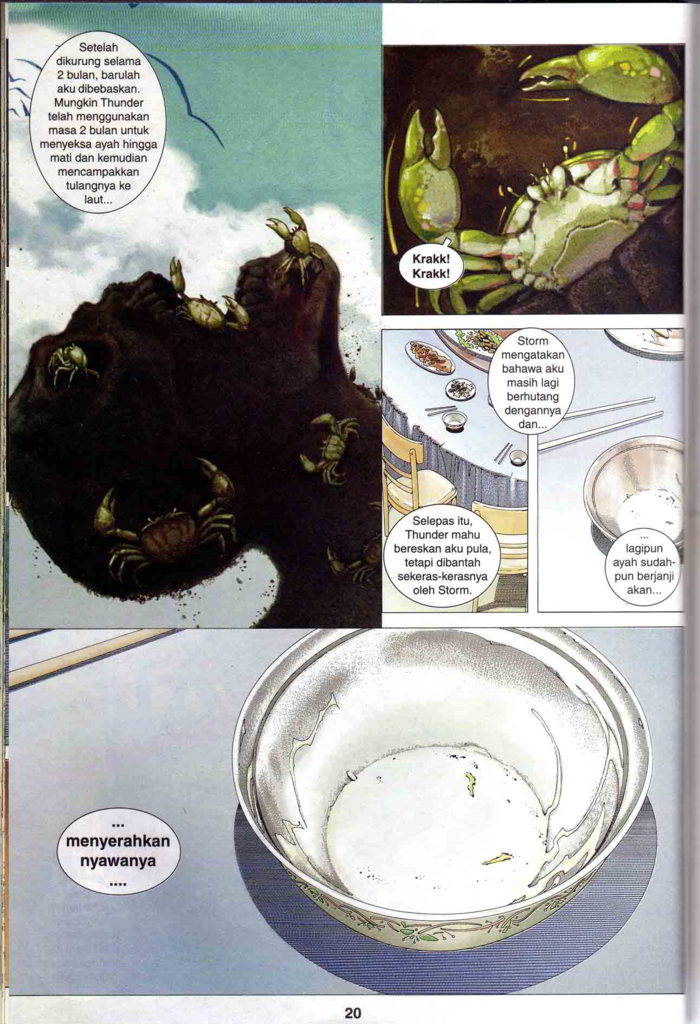 Setelah
dikurung selama
2 bulan, barulah
aku dibebaskan.
Mungkin Thunder
telah menggunakan
masa 2 bulan untuk
menyeksa ayah hingga
mati dan kemudian
mencampakkan
tulangnya ke
laut...
Krakk!
Krakk!
Storm
mengatakan
bahawa aku
masih lagi
berhutang
dengannya
dan...
Selepas itu,
Thunder mahu
bereskan aku pula,
tetapi dibantah
sekeras-kerasnya
oleh Storm.
...
lagipun
ayah sudah-
pun berjanji
akan...
...
menyerahkan
nyawanya
....
20